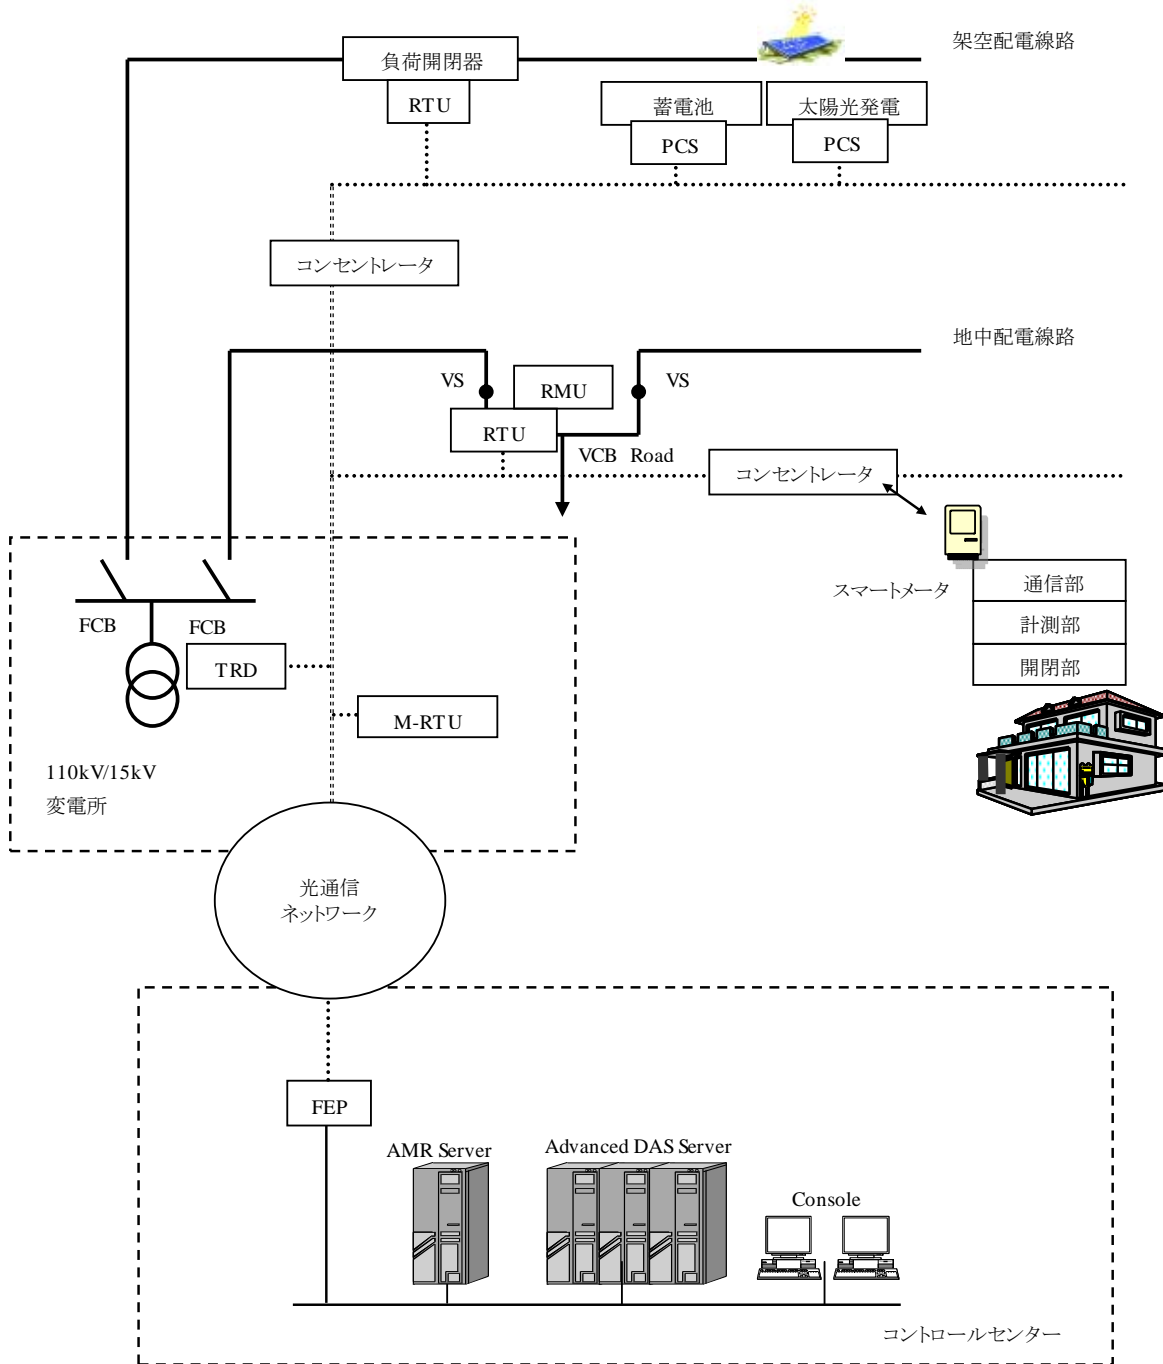 架空配電線路
負荷開閉器
RTU
蓄電池
太陽光発電
PCS
PCS
コンセントレータ
地中配電線路
VS
RMU
VS
RTU
VCB Road
コンセントレータ
スマートメータ
通信部
計測部
開閉部
FCB
FCB
TRD
M-RTU
110kV/15kV
変電所
光通信
ネットワーク
FEP
AMR Server
Advanced DAS Server
Console
コントロールセンター